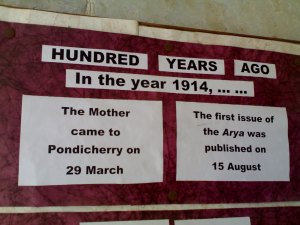 HUNDRED YEARS AGO
In the year 1914, ... ...
The Mother
came to
Pondicherry on
29 March
The first issue of
the Arya was
published on
15 August